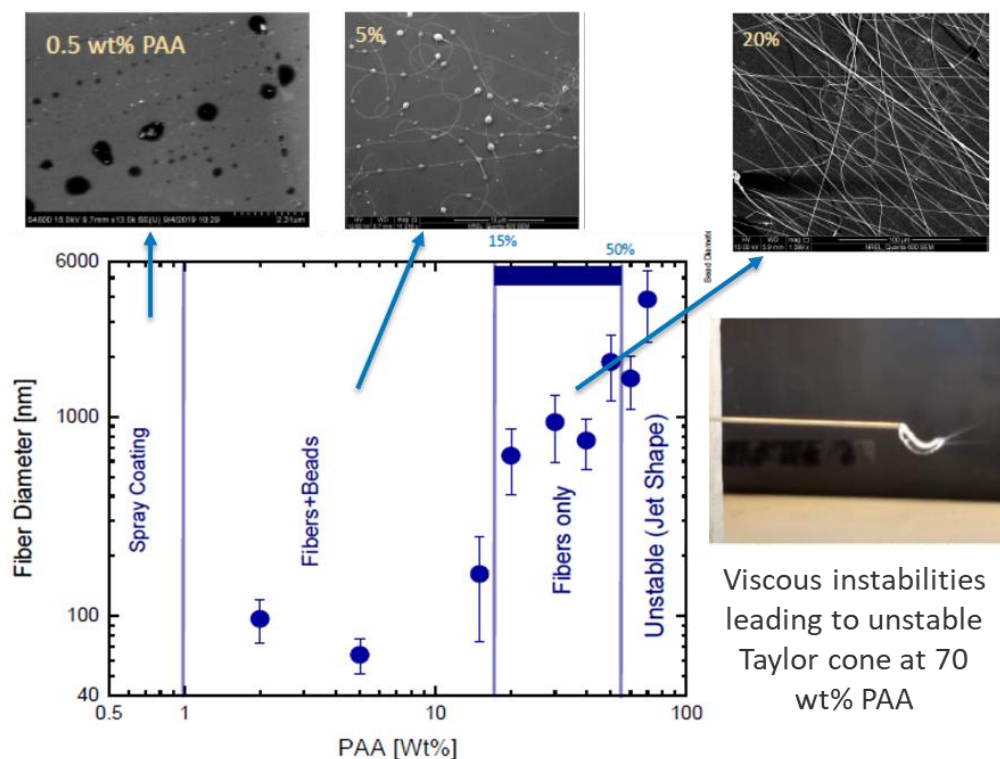 0.5 wt% PAA
5%
20%
15%
50%
Fiber Diameter [nm]
6000
1000
100
40
0.5
1
10
100
PAA [Wt%]
Spray Coating
Fibers+Beads
Fibers only
Unstable (Jet Shape)
Viscous instabilities
leading to unstable
Taylor cone at 70
wt% PAA